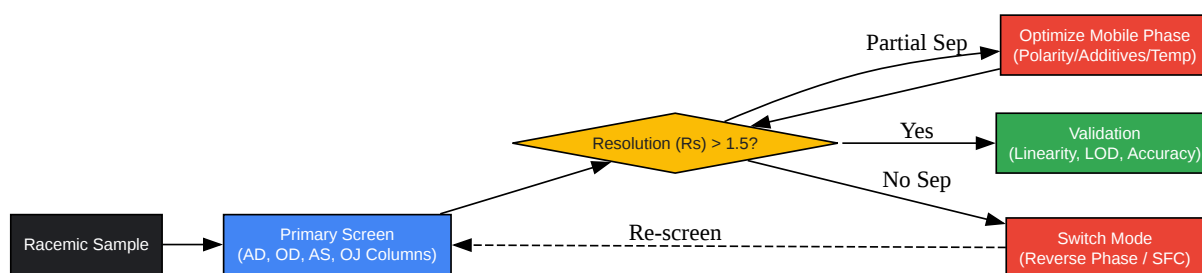 Optimize Mobile Phase
(Polarity/Additives/Temp)
Partial Sep
Resolution (Rs) > 1.5?
Yes
Validation
(Linearity, LOD, Accuracy)
No Sep
Racemic Sample
Primary Screen
(AD, OD, AS, OJ Columns)
Re-screen
Switch Mode
(Reverse Phase / SFC)